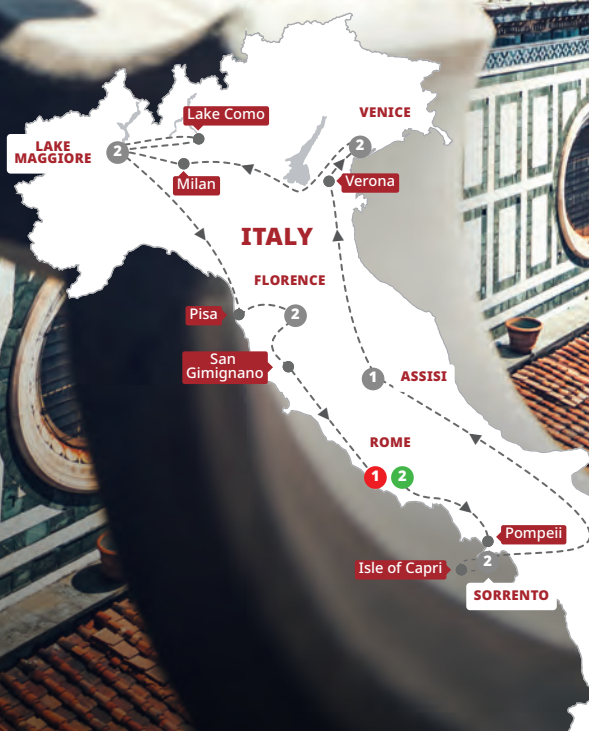 Lake Como
VENICE
2
LAKE
MAGGIORE
2
Milan
Verona
ITALY
FLORENCE
2
Pisa
San
Gimignano
1
ASSISI
ROME
1
2
Pompeii
2
Isle of Capri
SORRENTO